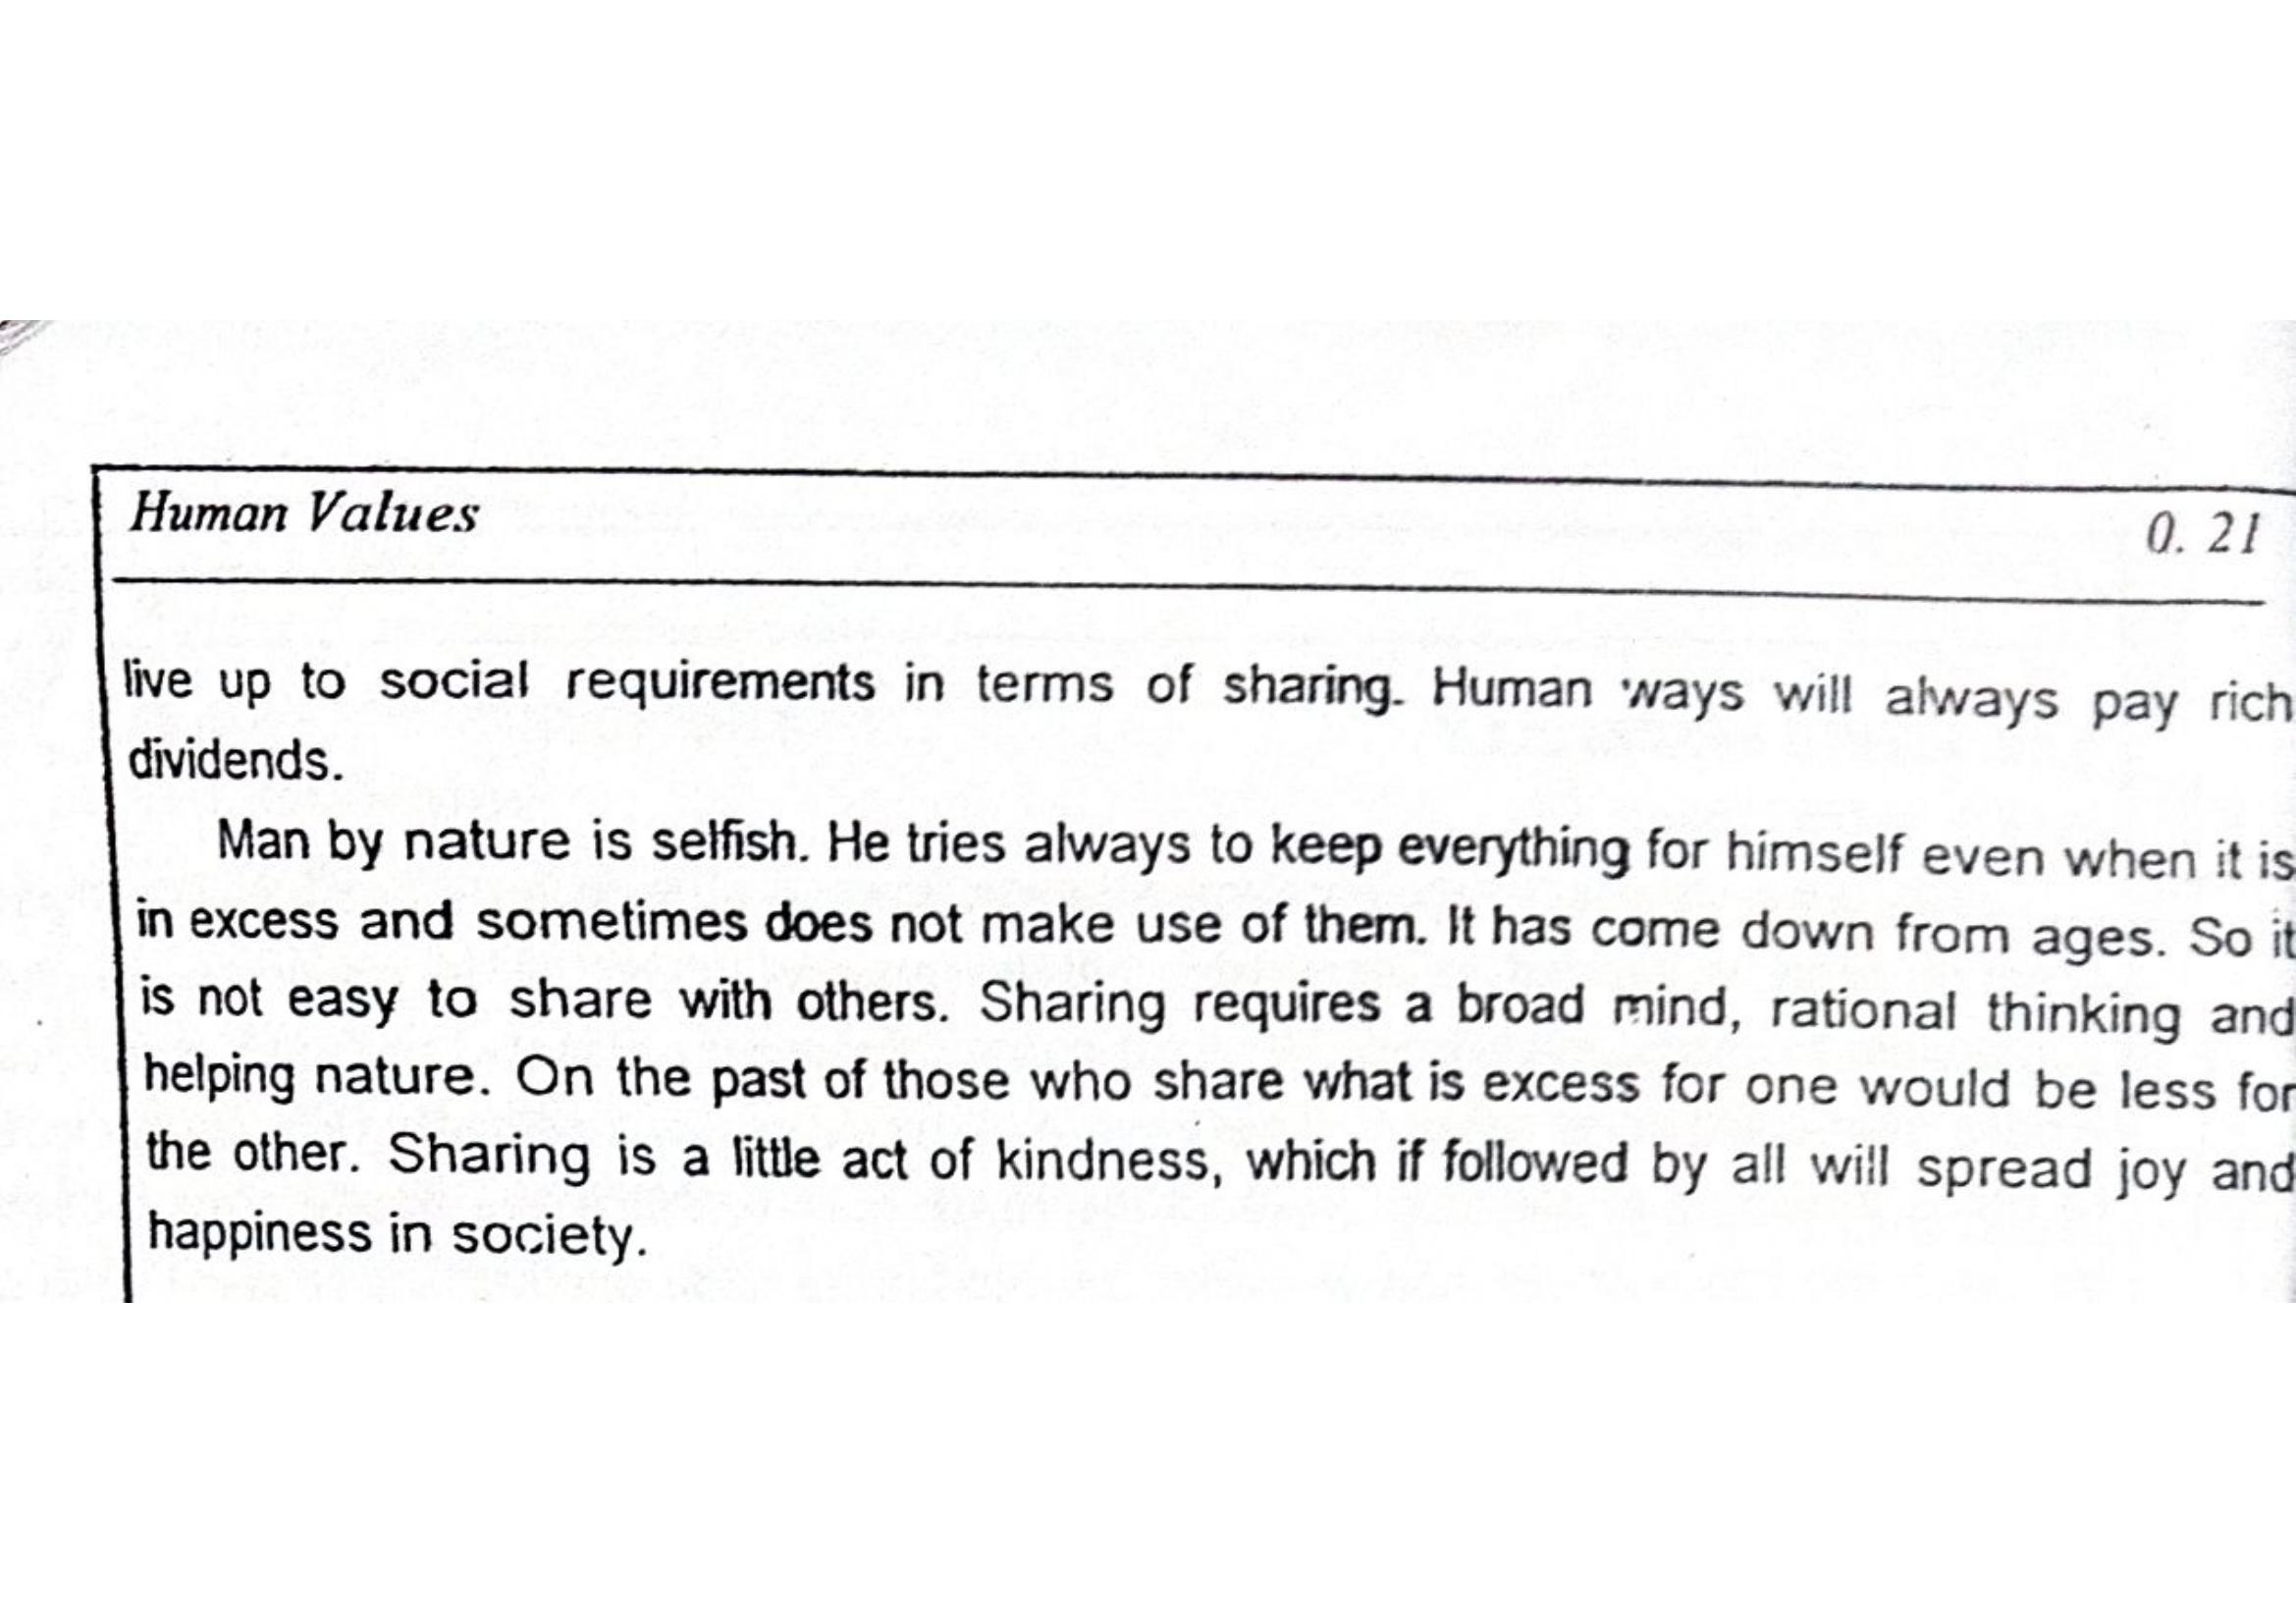 Human Values 0. 21
live up to social requirements in terms of sharing. Human ways will always pay rich
dividends.
Man by nature is selfish. He tries always to keep everything for himself even when it is
in excess and sometimes does not make use of them. It has come down from ages. So it
is not easy to share with others. Sharing requires a broad mind, rational thinking and
helping nature. On the past of those who share what is excess for one would be less for
the other. Sharing is a little act of kindness, which if followed by all will spread joy and
happiness in society.